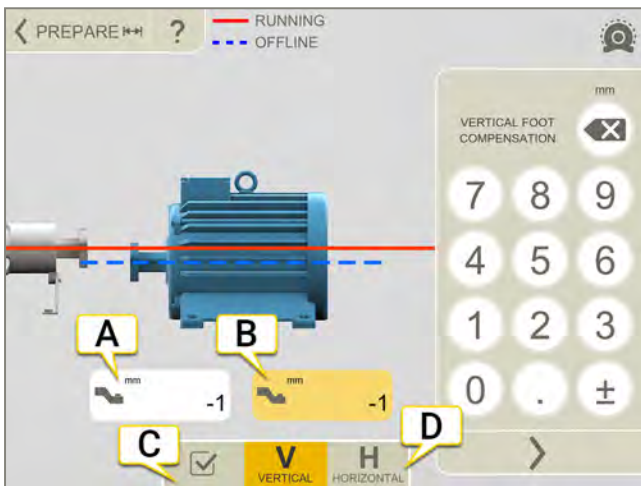 PREPARE
?
RUNNING
OFFLINE
mm
VERTICAL FOOT
COMPENSATION
7 8 9
4 5 6
1 2 3
0 . ±
A
B
mm
-1
mm
-1
C
D
V
VERTICAL
H
HORIZONTAL